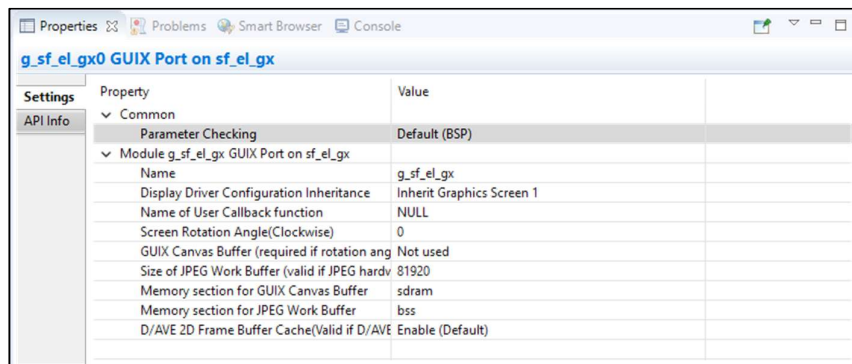 Properties Problems Smart Browser Console
g_sf_el_gx0 GUIX Port on sf_el_gx
Settings
API Info
Property Value
Common
Parameter Checking Default (BSP)
Module g_sf_el_gx GUIX Port on sf_el_gx
Name g_sf_el_gx
Display Driver Configuration Inheritance Inherit Graphics Screen 1
Name of User Callback function NULL
Screen Rotation Angle(Clockwise) 0
GUIX Canvas Buffer (required if rotation ang Not used
Size of JPEG Work Buffer (valid if JPEG hardv 81920
Memory section for GUIX Canvas Buffer sdram
Memory section for JPEG Work Buffer bss
D/AVE 2D Frame Buffer Cache(Valid if D/AVE Enable (Default)